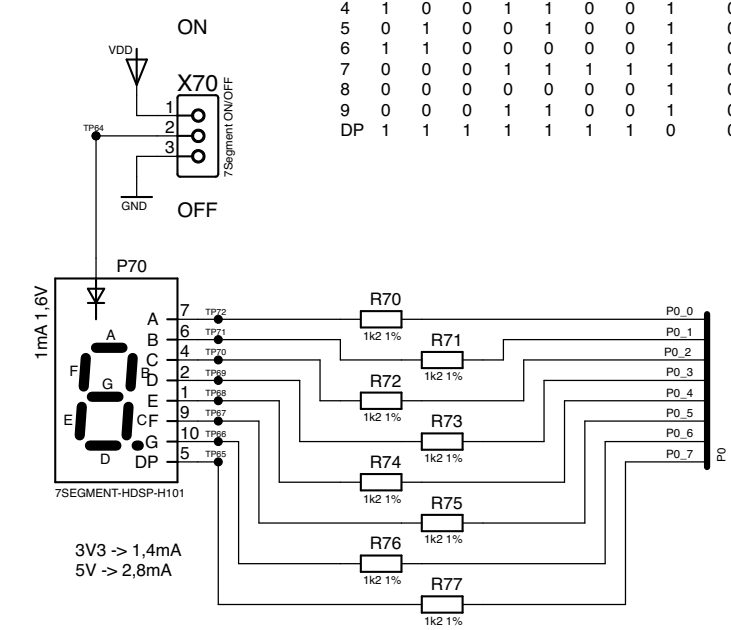 4 1 0 0 1 1 0 0 1 0
5 0 1 0 0 1 0 0 1 0
6 1 1 0 0 0 0 0 1 0
7 0 0 0 1 1 1 1 1 0
8 0 0 0 0 0 0 0 1 0
9 0 0 0 1 1 0 0 1 0
DP 1 1 1 1 1 1 1 0 0
ON
VDD
X70
1
2
3
TP64
7Segment ON/OFF
GND
OFF
P70
1mA 1,6V
A
F
B
G
E
C
D
A 7 TP72
B 6 TP71
C 4 TP70
D 2 TP69
E 1 TP68
F 9 TP67
G 10 TP66
DP 5 TP65
7SEGMENT-HDSP-H101
3V3 -> 1,4mA
5V -> 2,8mA
R70
1k2 1%
R71
1k2 1%
R72
1k2 1%
R73
1k2 1%
R74
1k2 1%
R75
1k2 1%
R76
1k2 1%
R77
1k2 1%
P0_0
P0_1
P0_2
P0_3
P0_4
P0_5
P0_6
P0_7
P0